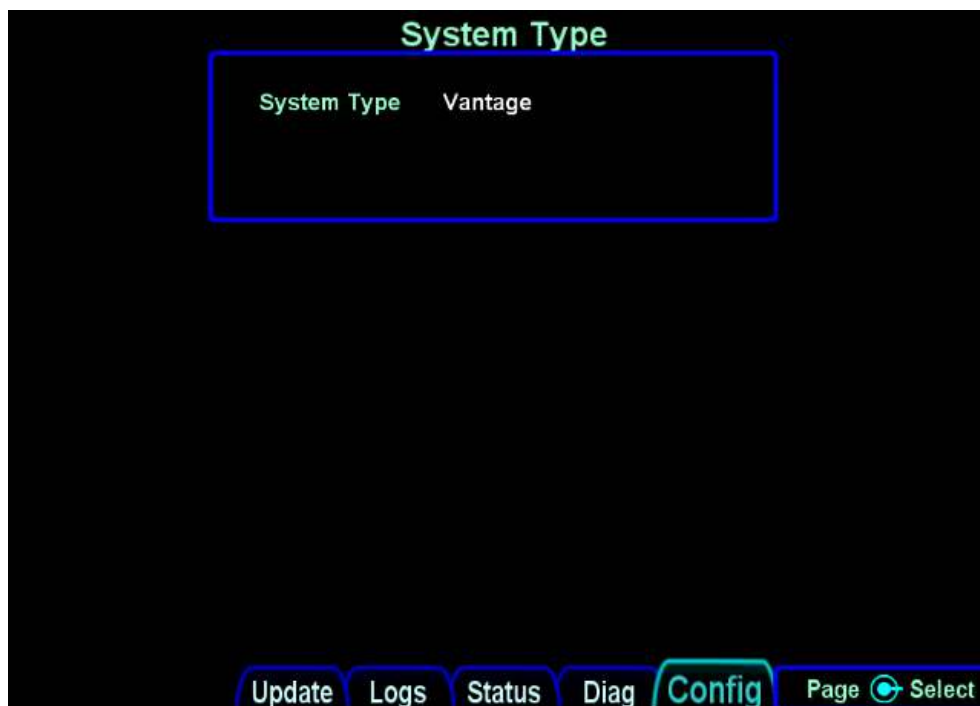 System Type
System Type Vantage
Update Logs Status Diag Config Page Select